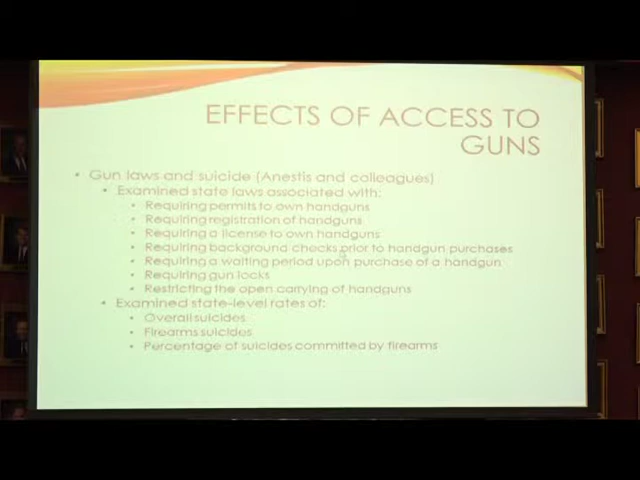 EFFECTS OF ACCESS TO
GUNS
• Gun laws and suicide (Anestis and colleagues)
• Examined state laws associated with:
• Requiring permits to own handguns
• Requiring registration of handguns
• Requiring a license to own handguns
• Requiring background checks prior to handgun purchases
• Requiring a waiting period upon purchase of a handgun
• Requiring gun locks
• Restricting the open carrying of handguns
• Examined state-level rates of:
• Overall suicides
• Firearms suicides
• Percentage of suicides committed by firearms